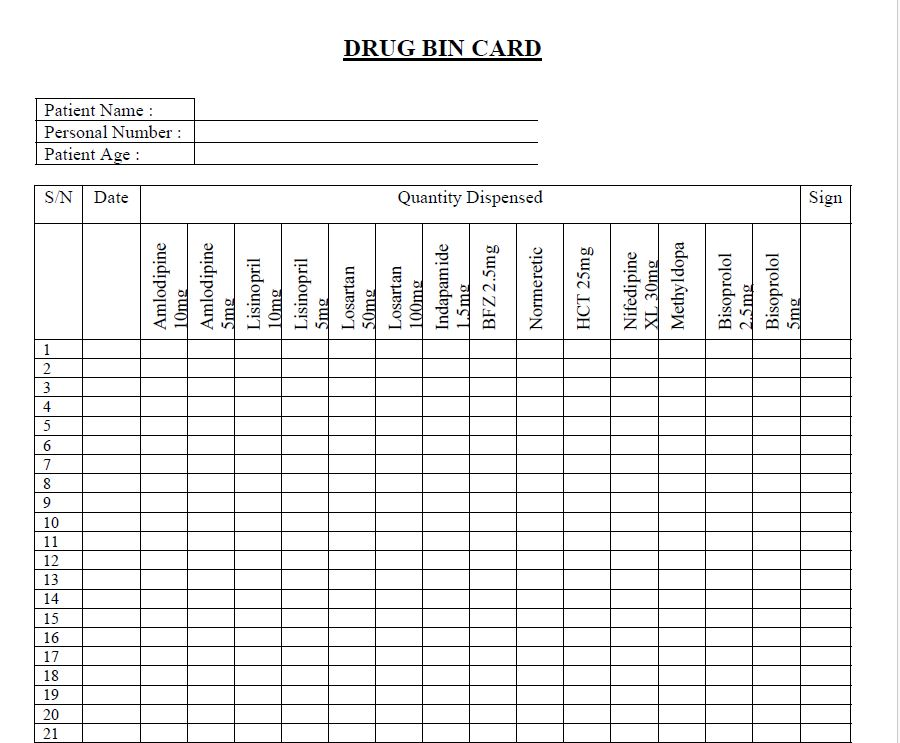 DRUG BIN CARD
Patient Name :
Personal Number :
Patient Age :
S/N Date Quantity Dispensed Sign
Amlodipine
10mg
Amlodipine
5mg
Lisinopril
10mg
Lisinopril
5mg
Losartan
50mg
Losartan
100mg
Indapamide
1.5mg
BFZ 2.5mg
Normeretic
HCT 25mg
Nifedipine
XL 30mg
Methyldopa
Bisoprolol
2.5mg
Bisoprolol
5mg
1
2
3
4
5
6
7
8
9
10
11
12
13
14
15
16
17
18
19
20
21